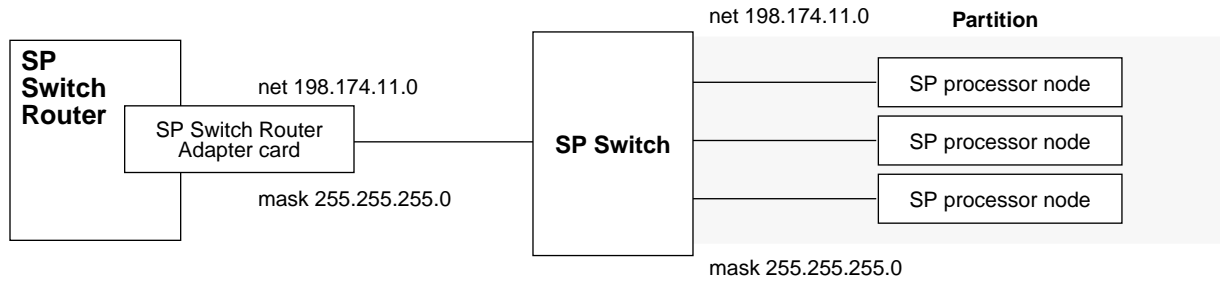 net 198.174.11.0
Partition
SP
Switch
Router
net 198.174.11.0
SP Switch Router
Adapter card
mask 255.255.255.0
SP Switch
SP processor node
SP processor node
SP processor node
mask 255.255.255.0